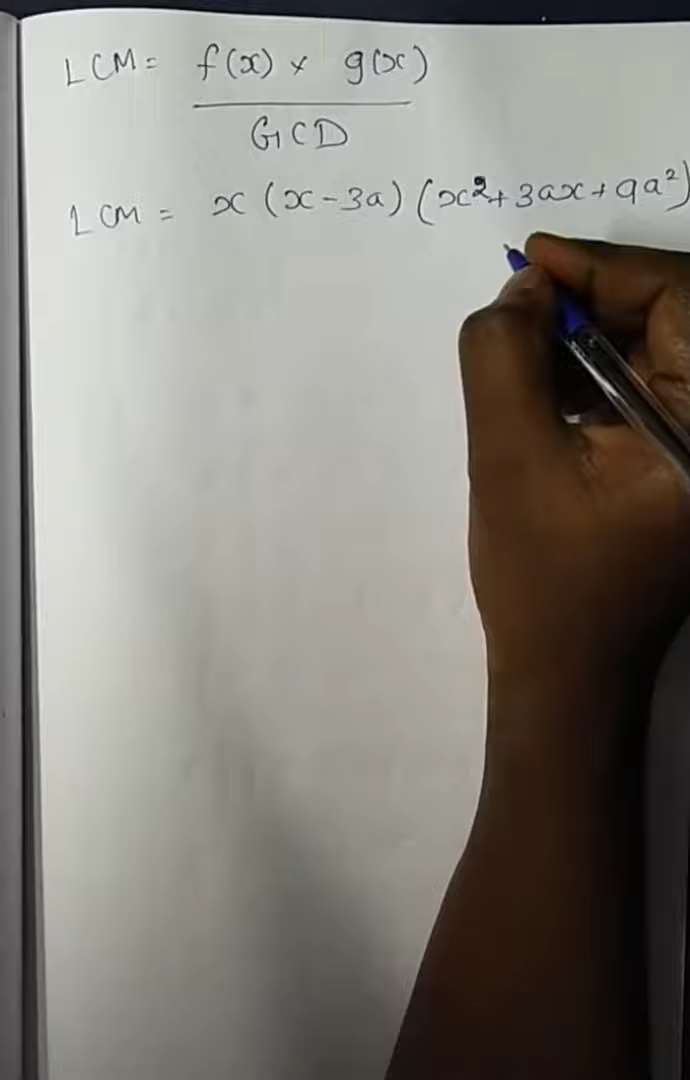 LCM = f(x) × g(x)
GCD
LCM = x (x - 3a) (x² + 3ax + 9a²)